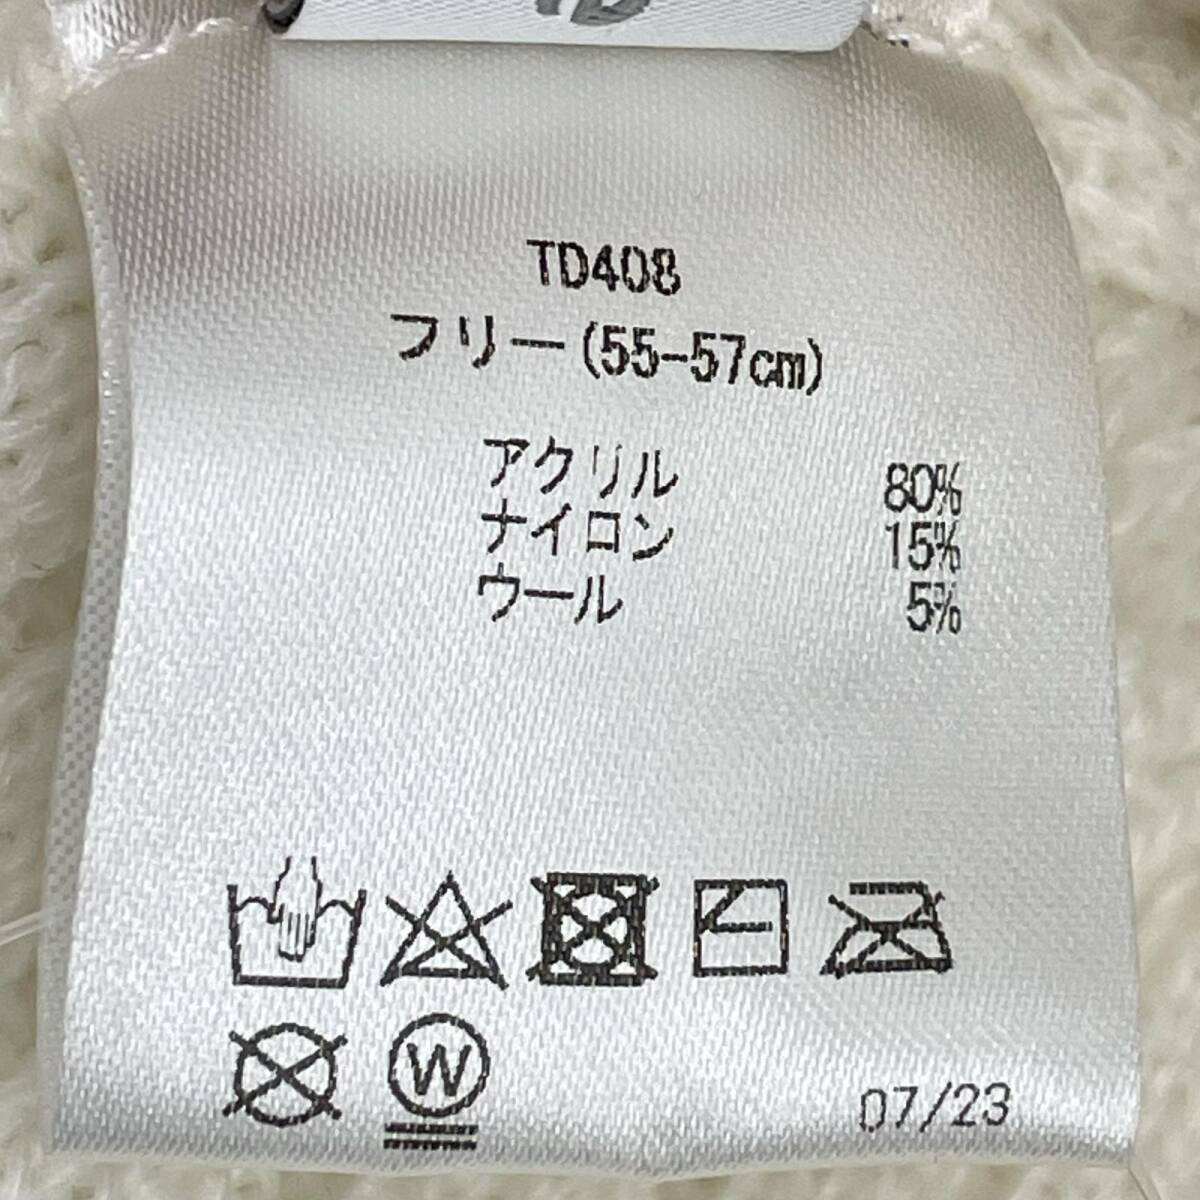 TD408
フリー(55-57cm)
アクリル 80%
ナイロン 15%
ウール 5%
W
07/23